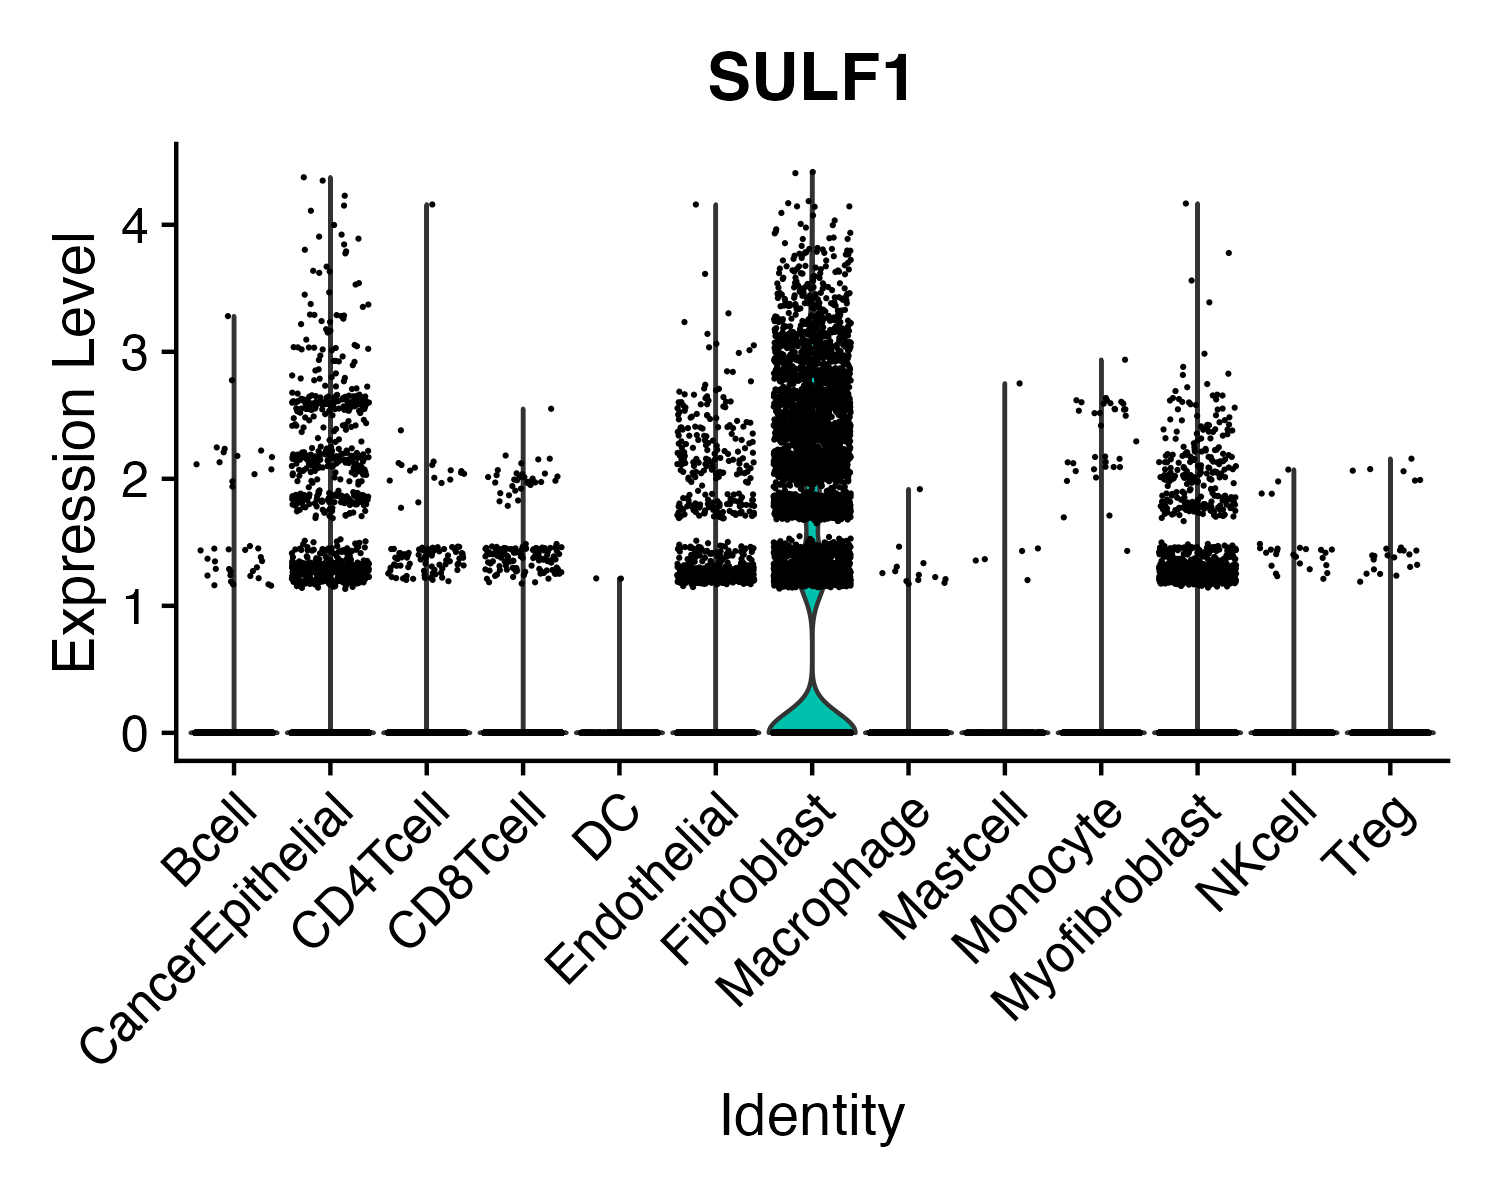 SULF1
Expression Level
4
3
2
1
0
Bcell
CancerEpithelial
CD4Tcell
CD8Tcell
DC
Endothelial
Fibroblast
Macrophage
Mastcell
Monocyte
Myofibroblast
NKcell
Treg
Identity